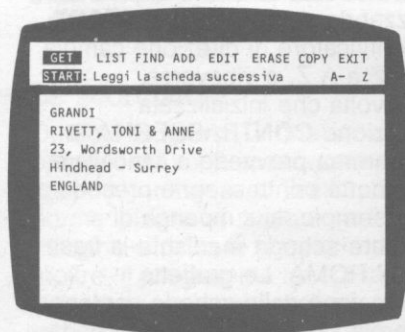 GET LIST FIND ADD EDIT ERASE COPY EXIT
START: Leggi la scheda successiva A- Z
GRANDI
RIVETT, TONI & ANNE
23, Wordsworth Drive
Hindhead - Surrey
ENGLAND